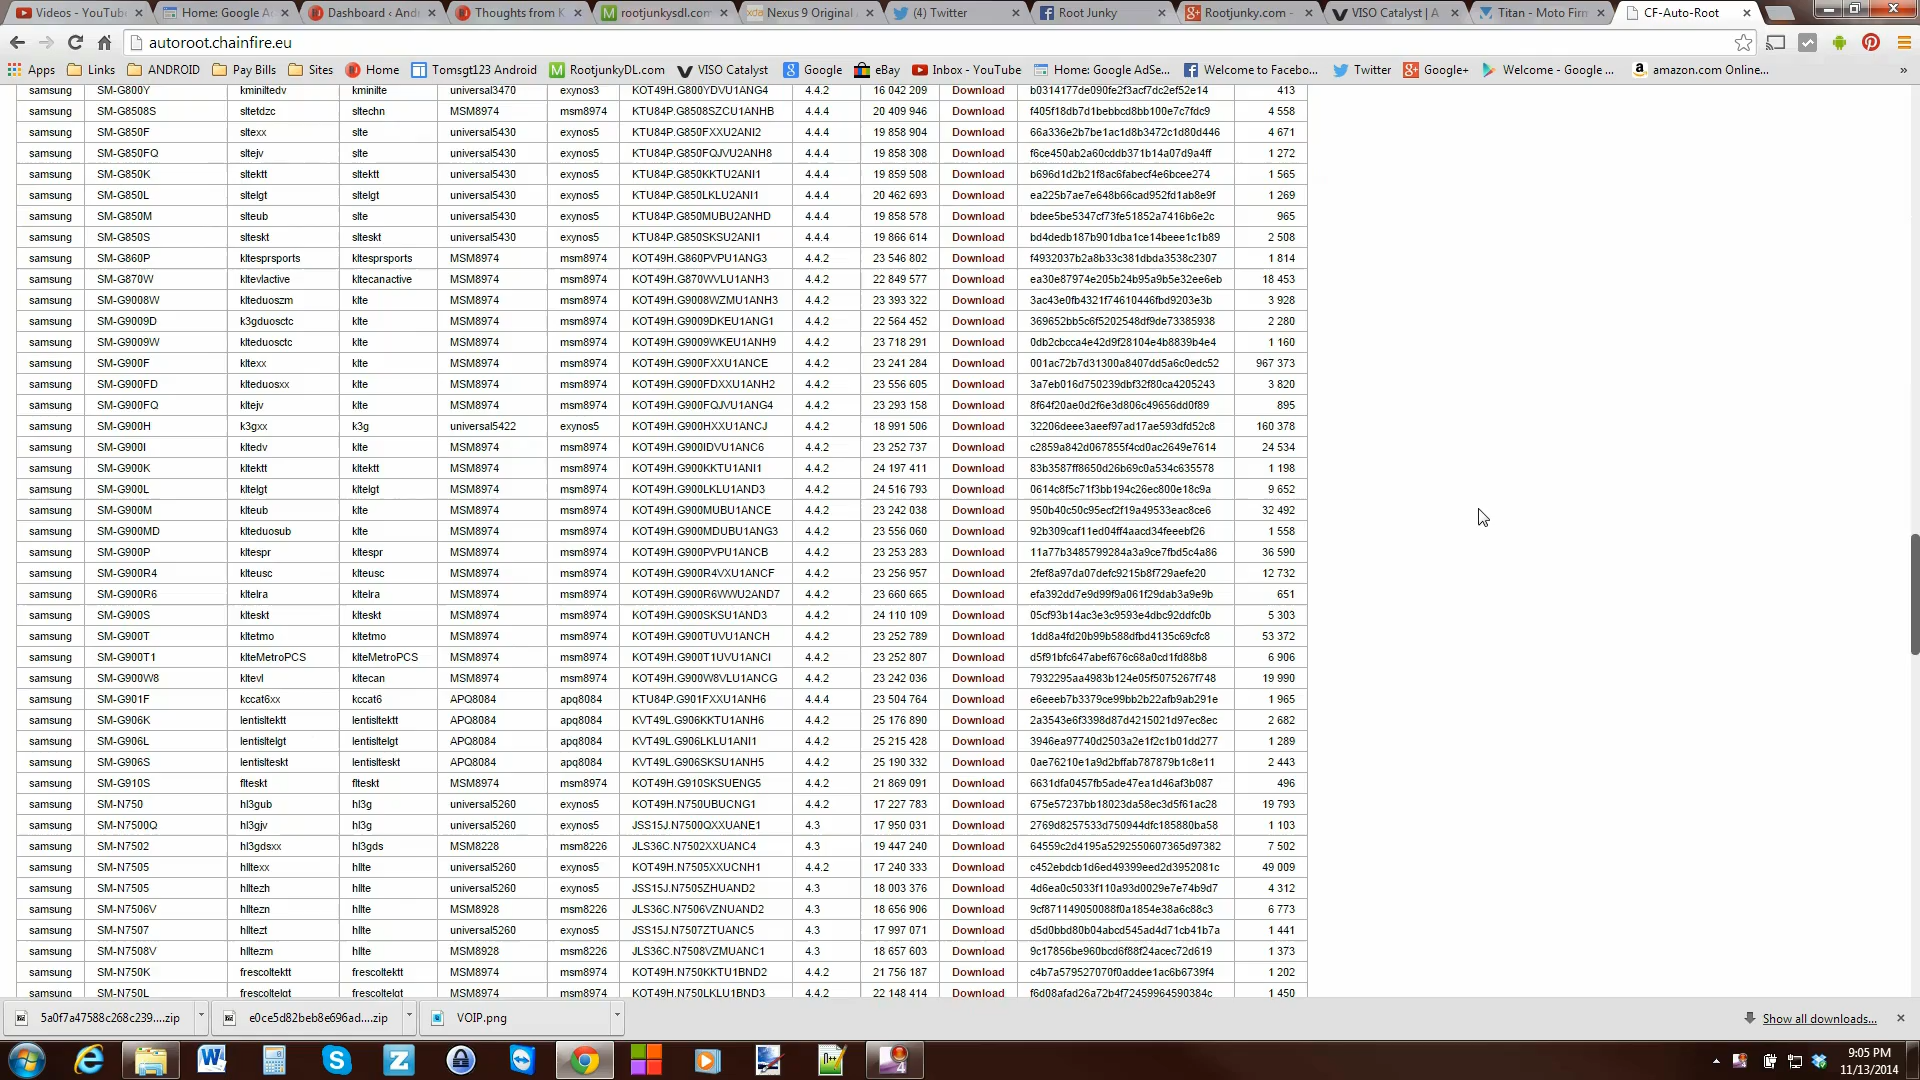 Videos - YouTube
Home: Google Ad
Dashboard ‹ And
Thoughts from K
rootjunkysdl.com
Nexus 9 Original
(4) Twitter
Root Junky
Rootjunky.com -
VISO Catalyst | A
Titan - Moto Firm
CF-Auto-Root
autoroot.chainfire.eu
Apps Links ANDROID Pay Bills Sites Home Tomsgt123 Android RootjunkyDL.com VISO Catalyst Google eBay Inbox - YouTube Home: Google AdSe... Welcome to Facebo... Twitter Google+ Welcome - Google ... amazon.com Online... »
samsung SM-G800Y kminiltedv kminilte universal3470 exynos3 KOT49H.G800YDVU1ANG4 4.4.2 16 042 209 Download b0314177de090fe2f3acf7dc2ef52e14 413
samsung SM-G8508S sltetdzc sltechn MSM8974 msm8974 KTU84P.G8508SZCU1ANHB 4.4.4 20 409 946 Download f405f18db7d1bebbcd8bb100e7c7fdc9 4 558
samsung SM-G850F sltexx slte universal5430 exynos5 KTU84P.G850FXXU2ANI2 4.4.4 19 858 904 Download 66a336e2b7be1ac1d8b3472c1d80d446 4 671
samsung SM-G850FQ sltejv slte universal5430 exynos5 KTU84P.G850FQJVU2ANH8 4.4.4 19 858 308 Download f6ce450ab2a60cddb371b14a07d9a4ff 1 272
samsung SM-G850K sltektt sltektt universal5430 exynos5 KTU84P.G850KKTU2ANI1 4.4.4 19 859 508 Download b696d1d2b21f8ac6fabecf4e6bcee274 1 565
samsung SM-G850L sltelgt sltelgt universal5430 exynos5 KTU84P.G850LKLU2ANI1 4.4.4 20 462 693 Download ea225b7ae7e648b66cad952fd1ab8e9f 1 269
samsung SM-G850M slteub slte universal5430 exynos5 KTU84P.G850MUBU2ANHD 4.4.4 19 858 578 Download bdee5be5347cf73fe51852a7416b6e2c 965
samsung SM-G850S slteskt slteskt universal5430 exynos5 KTU84P.G850SKSU2ANI1 4.4.4 19 866 614 Download bd4dedb187b901dba1ce14beee1c1b89 2 508
samsung SM-G860P kltesprsports kltesprsports MSM8974 msm8974 KOT49H.G860PVPU1ANG3 4.4.2 23 546 802 Download f4932037b2a8b33c381dbda3538c2307 1 814
samsung SM-G870W kltevlactive kltecanactive MSM8974 msm8974 KOT49H.G870WVLU1ANH3 4.4.2 22 849 577 Download ea30e87974e205b24b95a9b5e32ee6eb 18 453
samsung SM-G9008W klteduoszm klte MSM8974 msm8974 KOT49H.G9008WZMU1ANH3 4.4.2 23 393 322 Download 3ac43e0fb4321f74610446fbd9203e3b 3 928
samsung SM-G9009D k3gduosctc klte MSM8974 msm8974 KOT49H.G9009DKEU1ANG1 4.4.2 22 564 452 Download 369652bb5c6f5202548df9de73385938 2 280
samsung SM-G9009W klteduosctc klte MSM8974 msm8974 KOT49H.G9009WKEU1ANH9 4.4.2 23 718 291 Download 0db2cbcca4e42d9f28104e4b8839b4e4 1 160
samsung SM-G900F kltexx klte MSM8974 msm8974 KOT49H.G900FXXU1ANCE 4.4.2 23 241 284 Download 001ac72b7d31300a8407dd5a6c0edc52 967 373
samsung SM-G900FD klteduosxx klte MSM8974 msm8974 KOT49H.G900FDXXU1ANH2 4.4.2 23 556 605 Download 3a7eb016d750239dbf32f80ca4205243 3 820
samsung SM-G900FQ kltejv klte MSM8974 msm8974 KOT49H.G900FQJVU1ANG4 4.4.2 23 293 158 Download 8f64f20ae0d2f6e3d806c49656dd0f89 895
samsung SM-G900H k3gxx k3g universal5422 exynos5 KOT49H.G900HXXU1ANCJ 4.4.2 18 991 506 Download 32206deee3aeef97ad17ae593dfd52c8 160 378
samsung SM-G900I kltedv klte MSM8974 msm8974 KOT49H.G900IDVU1ANC6 4.4.2 23 252 737 Download c2859a842d067855f4cd0ac2649e7614 24 534
samsung SM-G900K kltektt kltektt MSM8974 msm8974 KOT49H.G900KKTU1ANI1 4.4.2 24 197 411 Download 83b3587ff8650d26b69c0a534c635578 1 198
samsung SM-G900L kltelgt kltelgt MSM8974 msm8974 KOT49H.G900LKLU1AND3 4.4.2 24 516 793 Download 0614c8f5c71f3bb194c26ec800e18c9a 9 652
samsung SM-G900M klteub klte MSM8974 msm8974 KOT49H.G900MUBU1ANCE 4.4.2 23 242 038 Download 950b40c50c95ecf2f19a49533eac8ce6 32 492
samsung SM-G900MD klteduosub klte MSM8974 msm8974 KOT49H.G900MDUBU1ANG3 4.4.2 23 556 060 Download 92b309caf11ed04ff4aacd34feeebf26 1 558
samsung SM-G900P kltespr kltespr MSM8974 msm8974 KOT49H.G900PVPU1ANCB 4.4.2 23 253 283 Download 11a77b3485799284a3a9ce7fbd5c4a86 36 590
samsung SM-G900R4 klteusc klteusc MSM8974 msm8974 KOT49H.G900R4VXU1ANCF 4.4.2 23 256 957 Download 2fef8a97da07defc9215b8f729aefe20 12 732
samsung SM-G900R6 kltelra kltelra MSM8974 msm8974 KOT49H.G900R6WWU2AND7 4.4.2 23 660 665 Download efa392dd7e9d99f9a061f29dab3a9e9b 651
samsung SM-G900S klteskt klteskt MSM8974 msm8974 KOT49H.G900SKSU1AND3 4.4.2 24 110 109 Download 05cf93b14ac3e3c9593e4dbc92ddfc0b 5 303
samsung SM-G900T kltetmo kltetmo MSM8974 msm8974 KOT49H.G900TUVU1ANCH 4.4.2 23 252 789 Download 1dd8a4fd20b99b588dfbd4135c69cfc8 53 372
samsung SM-G900T1 klteMetroPCS klteMetroPCS MSM8974 msm8974 KOT49H.G900T1UVU1ANCI 4.4.2 23 252 807 Download d5f91bfc647abef676c68a0cd1fd88b8 6 906
samsung SM-G900W8 kltevl kltecan MSM8974 msm8974 KOT49H.G900W8VLU1ANCG 4.4.2 23 242 036 Download 7932295aa4983b124e05f5075267f748 19 990
samsung SM-G901F kccat6xx kccat6 APQ8084 apq8084 KTU84P.G901FXXU1ANH6 4.4.4 23 504 764 Download e6eeeb7b3379ce99bb2b22afb9ab291e 1 965
samsung SM-G906K lentisltektt lentisltektt APQ8084 apq8084 KVT49L.G906KKTU1ANH6 4.4.2 25 176 890 Download 2a3543e6f3398d87d4215021d97ec8ec 2 682
samsung SM-G906L lentisltelgt lentisltelgt APQ8084 apq8084 KVT49L.G906LKLU1ANI1 4.4.2 25 215 428 Download 3946ea97740d2503a2e1f2c1b01dd277 1 289
samsung SM-G906S lentislteskt lentislteskt APQ8084 apq8084 KVT49L.G906SKSU1ANH5 4.4.2 25 190 332 Download 0ae76210e1a9d2bffab787879b1c8e11 2 443
samsung SM-G910S flteskt flteskt MSM8974 msm8974 KOT49H.G910SKSUENG5 4.4.2 21 869 091 Download 6631dfa0457fb5ade47ea1d46af3b087 496
samsung SM-N750 hl3gub hl3g universal5260 exynos5 KOT49H.N750UBUCNG1 4.4.2 17 227 783 Download 675e57237bb18023da58ec3d5f61ac28 19 793
samsung SM-N7500Q hl3gjv hl3g universal5260 exynos5 JSS15J.N7500QXXUANE1 4.3 17 950 031 Download 2769d8257533d750944dfc185880ba58 1 103
samsung SM-N7502 hl3gdsxx hl3gds MSM8228 msm8226 JLS36C.N7502XXUANC4 4.3 19 447 240 Download 64559c2d4195a5292550607365d97382 7 502
samsung SM-N7505 hlltexx hllte universal5260 exynos5 KOT49H.N7505XXUCNH1 4.4.2 17 240 333 Download c452ebdcb1d6ed49399eed2d3952081c 49 009
samsung SM-N7505 hlltezh hllte universal5260 exynos5 JSS15J.N7505ZHUAND2 4.3 18 003 376 Download 4d6ea0c5033f110a93d0029e7e74b9d7 4 312
samsung SM-N7506V hlltezn hllte MSM8928 msm8226 JLS36C.N7506VZNUAND2 4.3 18 656 906 Download 9cf871149050088f0a1854e38a6c88c3 6 773
samsung SM-N7507 hlltezt hllte universal5260 exynos5 JSS15J.N7507ZTUANC5 4.3 17 997 071 Download d5d0bbd80b04abcd545ad4d71cb41b7a 1 441
samsung SM-N7508V hlltezm hllte MSM8928 msm8226 JLS36C.N7508VZMUANC1 4.3 18 657 603 Download 9c17856be960bcd6f88f24acec72d619 1 373
samsung SM-N750K frescoltektt frescoltektt MSM8974 msm8974 KOT49H.N750KKTU1BND2 4.4.2 21 756 187 Download c4b7a579527070f0addee1ac6b6739f4 1 202
samsung SM-N750L frescoltelgt frescoltelgt MSM8974 msm8974 KOT49H.N750LKLU1BND3 4.4.2 22 148 414 Download f6d08afad26a72b4f72459964590384c 1 450
5a0f7a47588c268c239....zip
e0ce5d82beb8e696ad....zip
VOIP.png
Show all downloads...
9:05 PM
11/13/2014